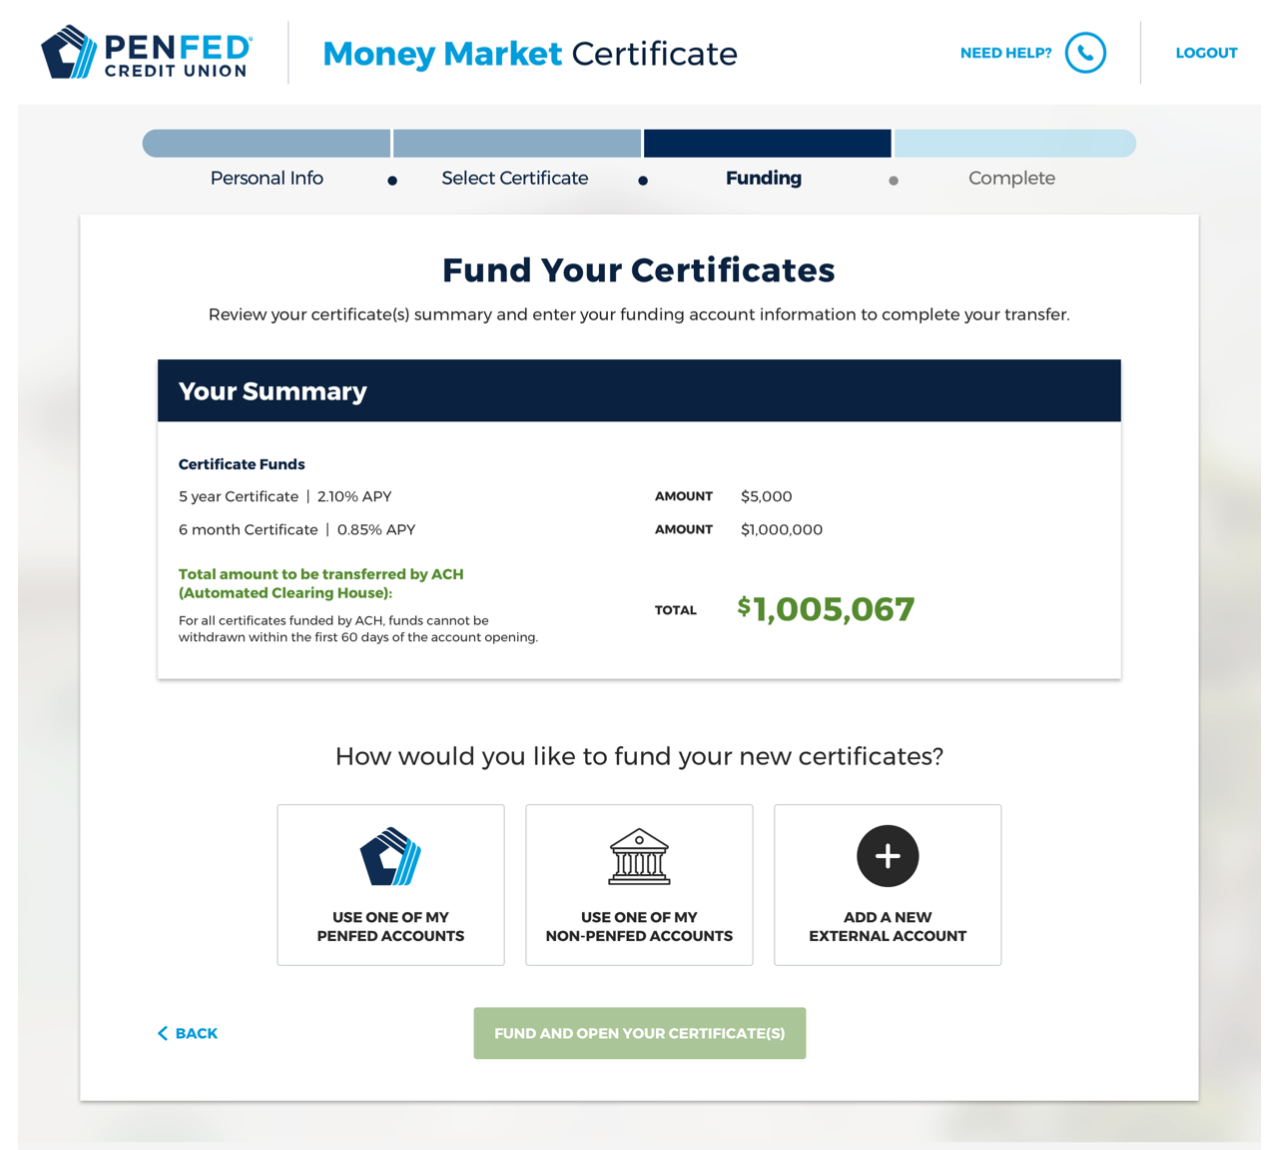 PENFED
CREDIT UNION
Money Market Certificate
NEED HELP?
LOGOUT
Personal Info
Select Certificate
Funding
Complete
Fund Your Certificates
Review your certificate(s) summary and enter your funding account information to complete your transfer.
Your Summary
Certificate Funds
5 year Certificate | 2.10% APY AMOUNT $5,000
6 month Certificate | 0.85% APY AMOUNT $1,000,000
Total amount to be transferred by ACH
(Automated Clearing House):
TOTAL $1,005,067
For all certificates funded by ACH, funds cannot be
withdrawn within the first 60 days of the account opening.
How would you like to fund your new certificates?
USE ONE OF MY
PENFED ACCOUNTS
USE ONE OF MY
NON-PENFED ACCOUNTS
ADD A NEW
EXTERNAL ACCOUNT
BACK
FUND AND OPEN YOUR CERTIFICATE(S)